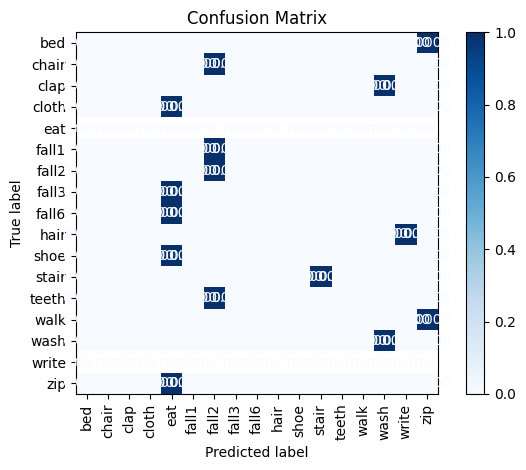 Confusion Matrix
True label
bed
chair
clap
cloth
eat
fall1
fall2
fall3
fall6
hair
shoe
stair
teeth
walk
wash
write
zip
bed
chair
clap
cloth
eat
fall1
fall2
fall3
fall6
hair
shoe
stair
teeth
walk
wash
write
zip
Predicted label
1.0
0.8
0.6
0.4
0.2
0.0